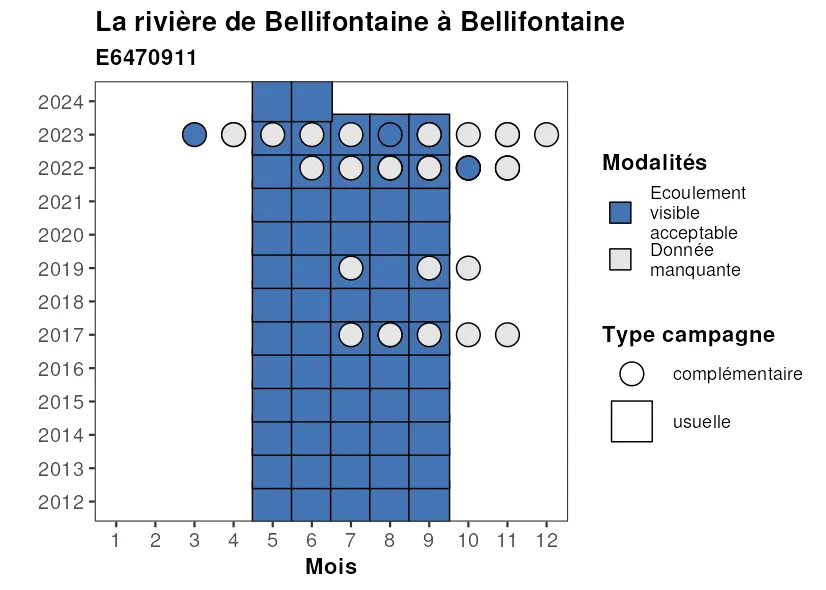 La rivière de Bellifontaine à Bellifontaine
E6470911
2024
2023
2022
2021
2020
2019
2018
2017
2016
2015
2014
2013
2012
1 2 3 4 5 6 7 8 9 10 11 12
Mois
Modalités
Ecoulement
visible
acceptable
Donnée
manquante
Type campagne
complémentaire
usuelle